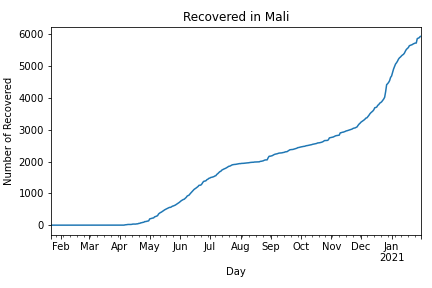 Recovered in Mali
Number of Recovered
6000
5000
4000
3000
2000
1000
0
Feb Mar Apr May Jun Jul Aug Sep Oct Nov Dec Jan
2021
Day